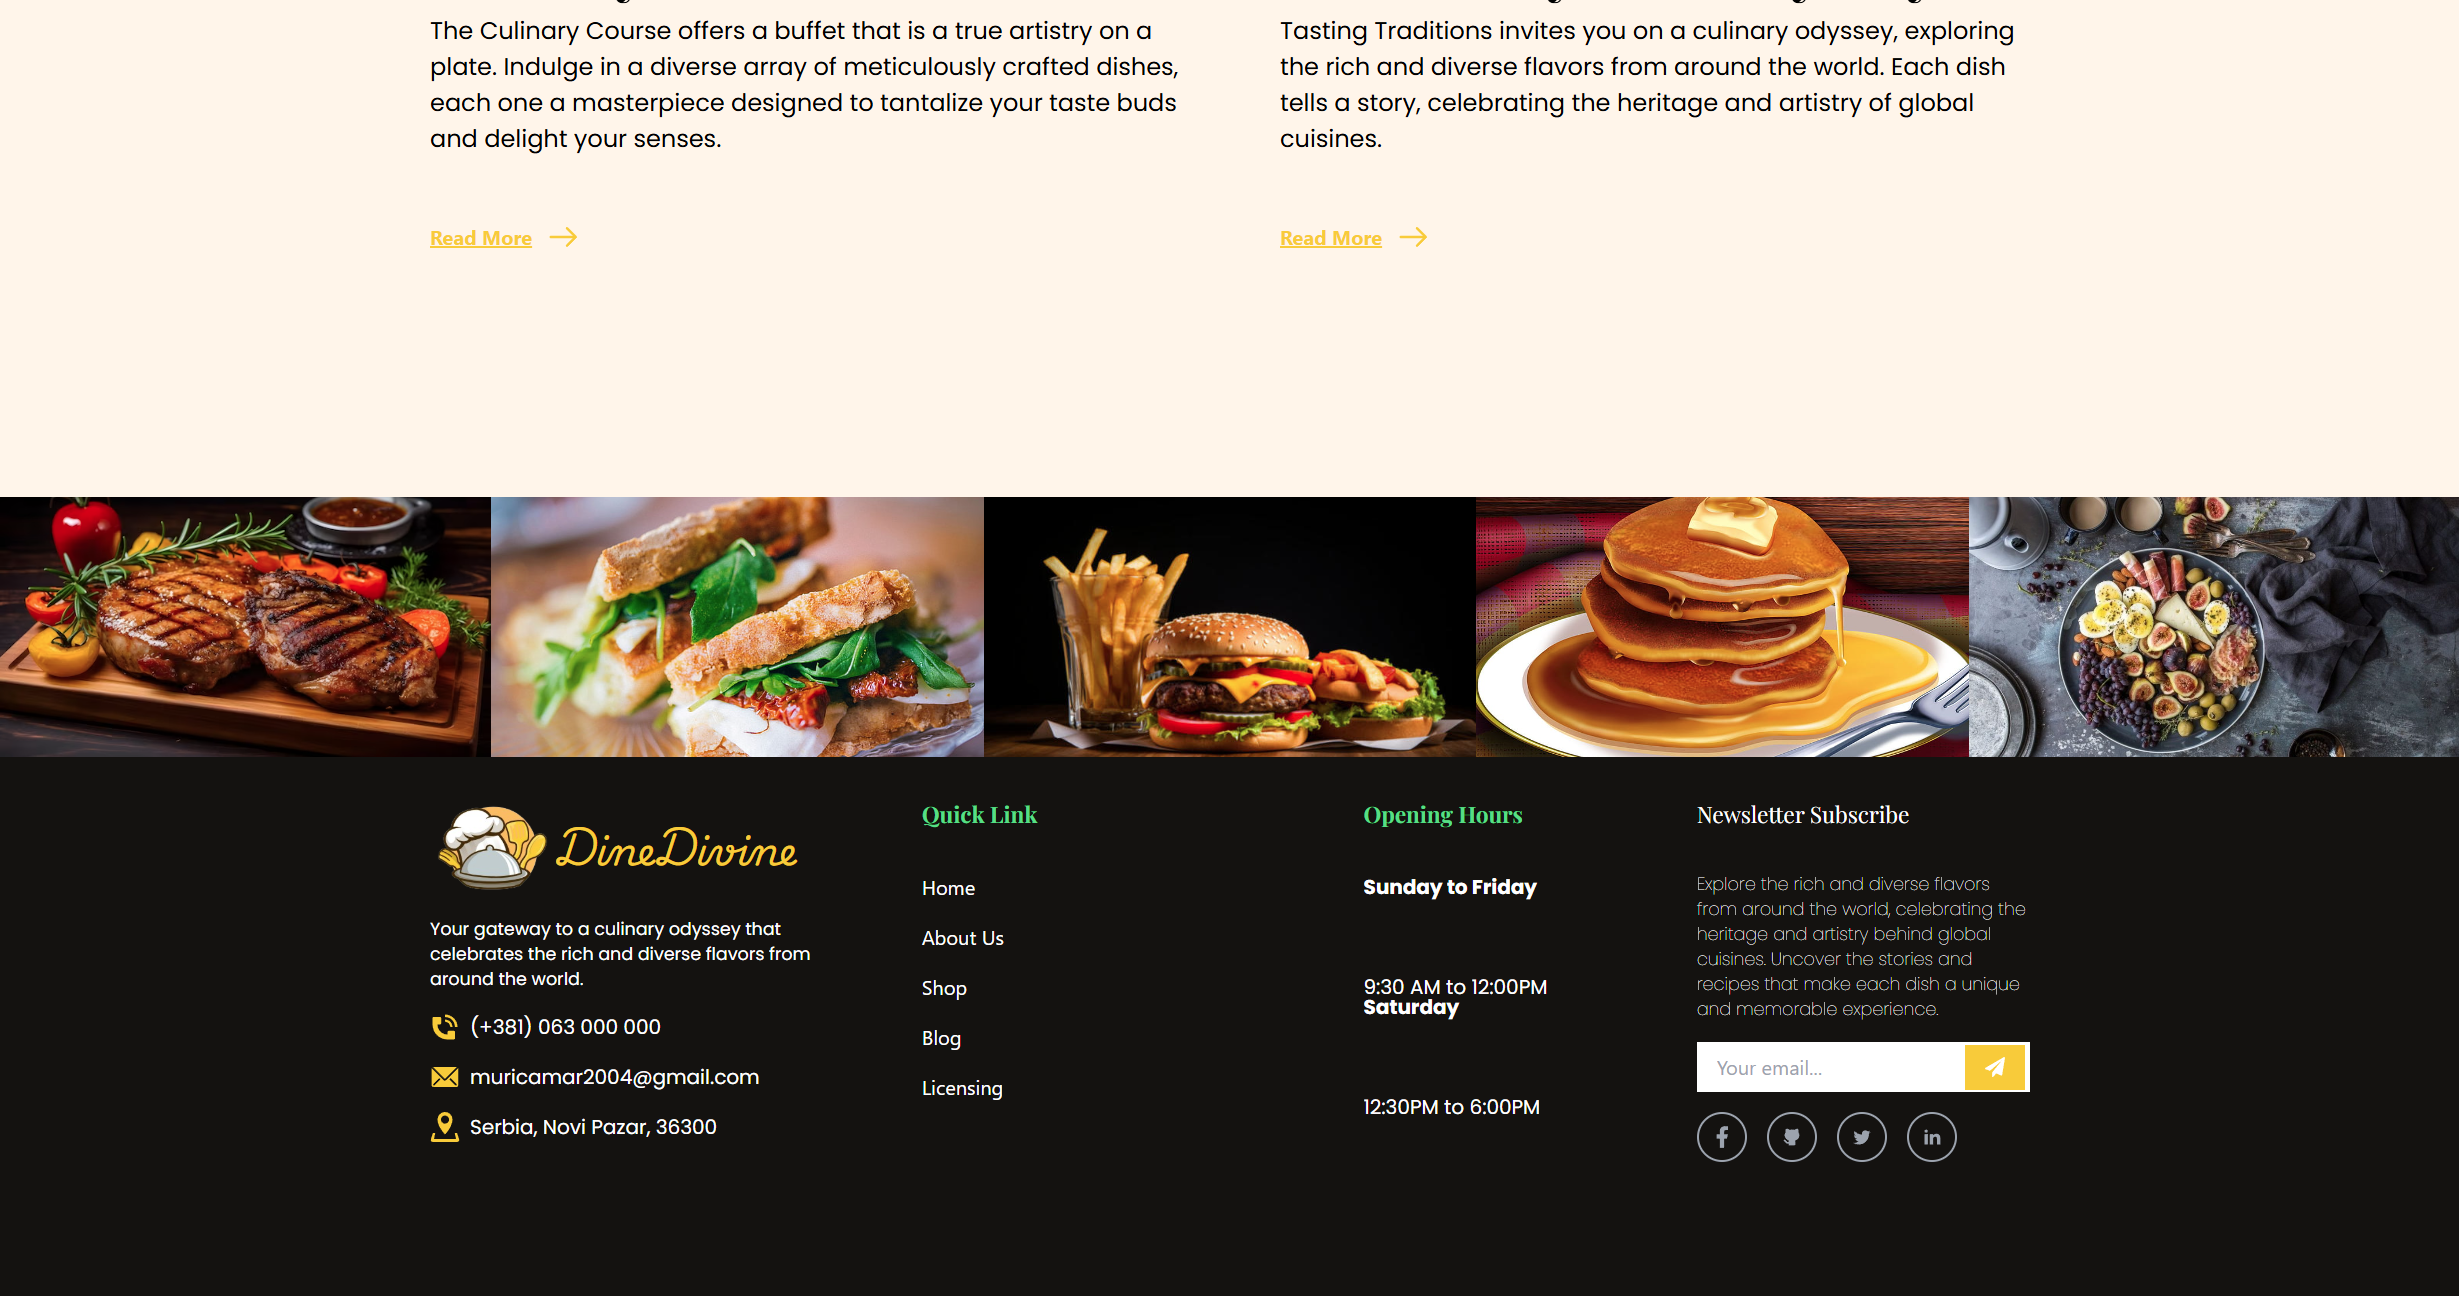 The Culinary Course offers a buffet that is a true artistry on a
plate. Indulge in a diverse array of meticulously crafted dishes,
each one a masterpiece designed to tantalize your taste buds
and delight your senses.
Read More
Tasting Traditions invites you on a culinary odyssey, exploring
the rich and diverse flavors from around the world. Each dish
tells a story, celebrating the heritage and artistry of global
cuisines.
Read More
DineDivine
Your gateway to a culinary odyssey that
celebrates the rich and diverse flavors from
around the world.
(+381) 063 000 000
muricamar2004@gmail.com
Serbia, Novi Pazar, 36300
Quick Link
Home
About Us
Shop
Blog
Licensing
Opening Hours
Sunday to Friday
9:30 AM to 12:00PM
Saturday
12:30PM to 6:00PM
Newsletter Subscribe
Explore the rich and diverse flavors
from around the world, celebrating the
heritage and artistry behind global
cuisines. Uncover the stories and
recipes that make each dish a unique
and memorable experience.
Your email...